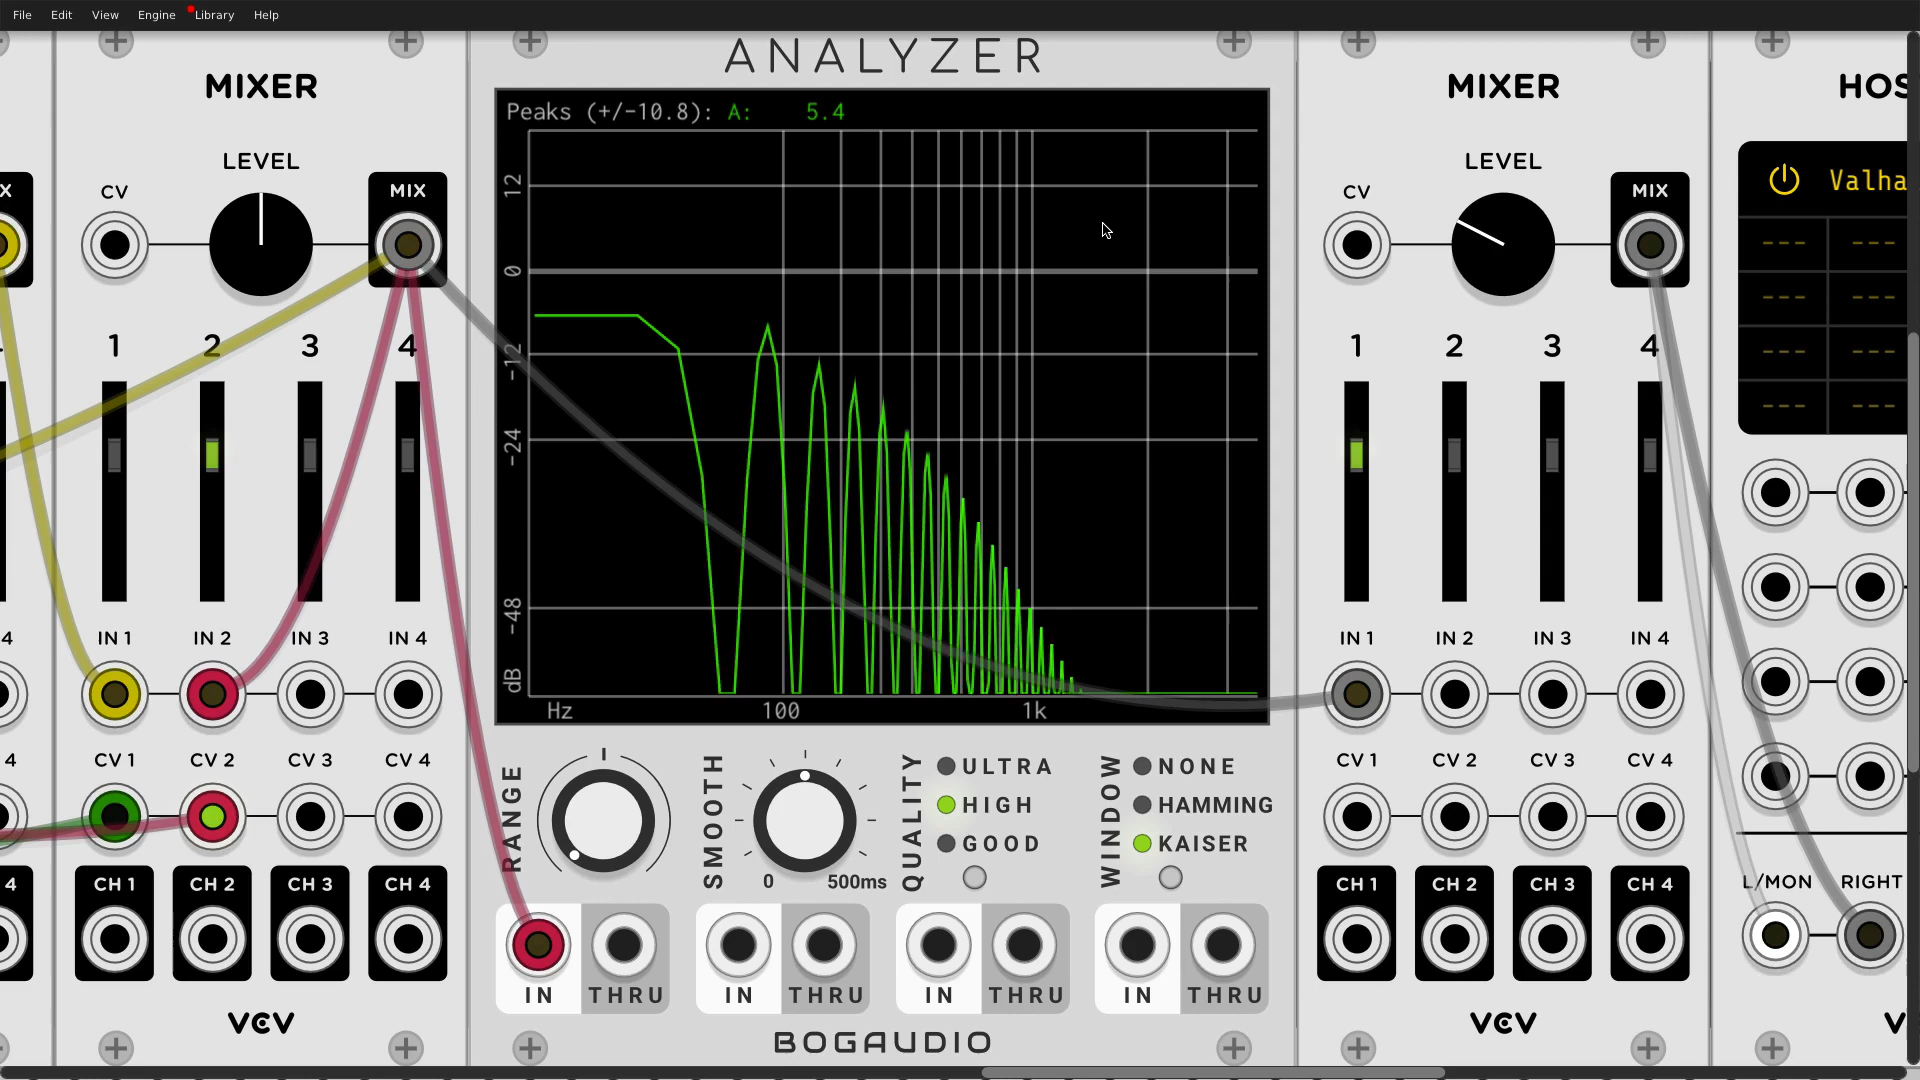 File Edit View Engine Library Help
MIXER
LEVEL
CV
MIX
1 2 3 4
IN 1 IN 2 IN 3 IN 4
CV 1 CV 2 CV 3 CV 4
CH 1 CH 2 CH 3 CH 4
VCV
X
4
4
4
ANALYZER
Peaks (+/-10.8): A: 5.4
12
0
-12
-24
-48
dB
Hz 100 1k
RANGE
SMOOTH
0 500ms
QUALITY
ULTRA
HIGH
GOOD
WINDOW
NONE
HAMMING
KAISER
IN THRU IN THRU IN THRU IN THRU
BOGAUDIO
MIXER
LEVEL
CV
MIX
1 2 3 4
IN 1 IN 2 IN 3 IN 4
CV 1 CV 2 CV 3 CV 4
CH 1 CH 2 CH 3 CH 4
VCV
HOS
Valha
--- ---
--- ---
--- ---
--- ---
L/MON RIGHT
V